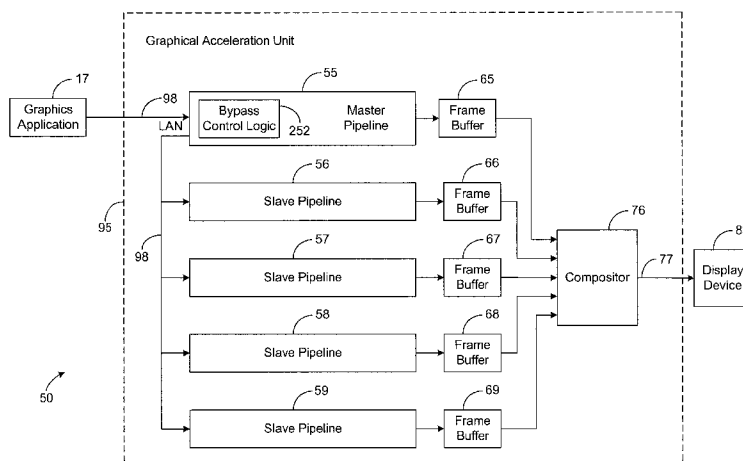 Graphical Acceleration Unit
17
55
65
Graphics
Application
98
LAN
Bypass
Control Logic
252
Master
Pipeline
Frame
Buffer
56
66
Slave Pipeline
Frame
Buffer
95
98
57
67
Slave Pipeline
Frame
Buffer
76
Compositor
77
Display
Device
58
68
Slave Pipeline
Frame
Buffer
50
59
69
Slave Pipeline
Frame
Buffer